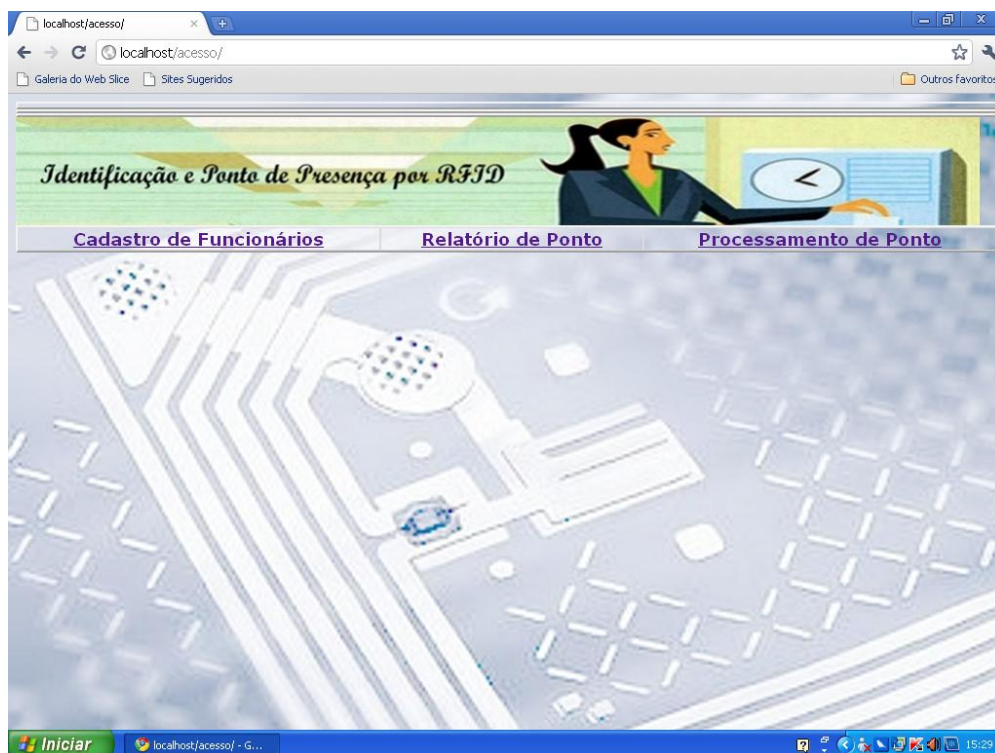 localhost/acesso/
localhost/acesso/
Galeria do Web Slice Sites Sugeridos Outros favoritos
Identificação e Ponto de Presença por RFID
Cadastro de Funcionários Relatório de Ponto Processamento de Ponto
Iniciar localhost/acesso/ - G... 15:29